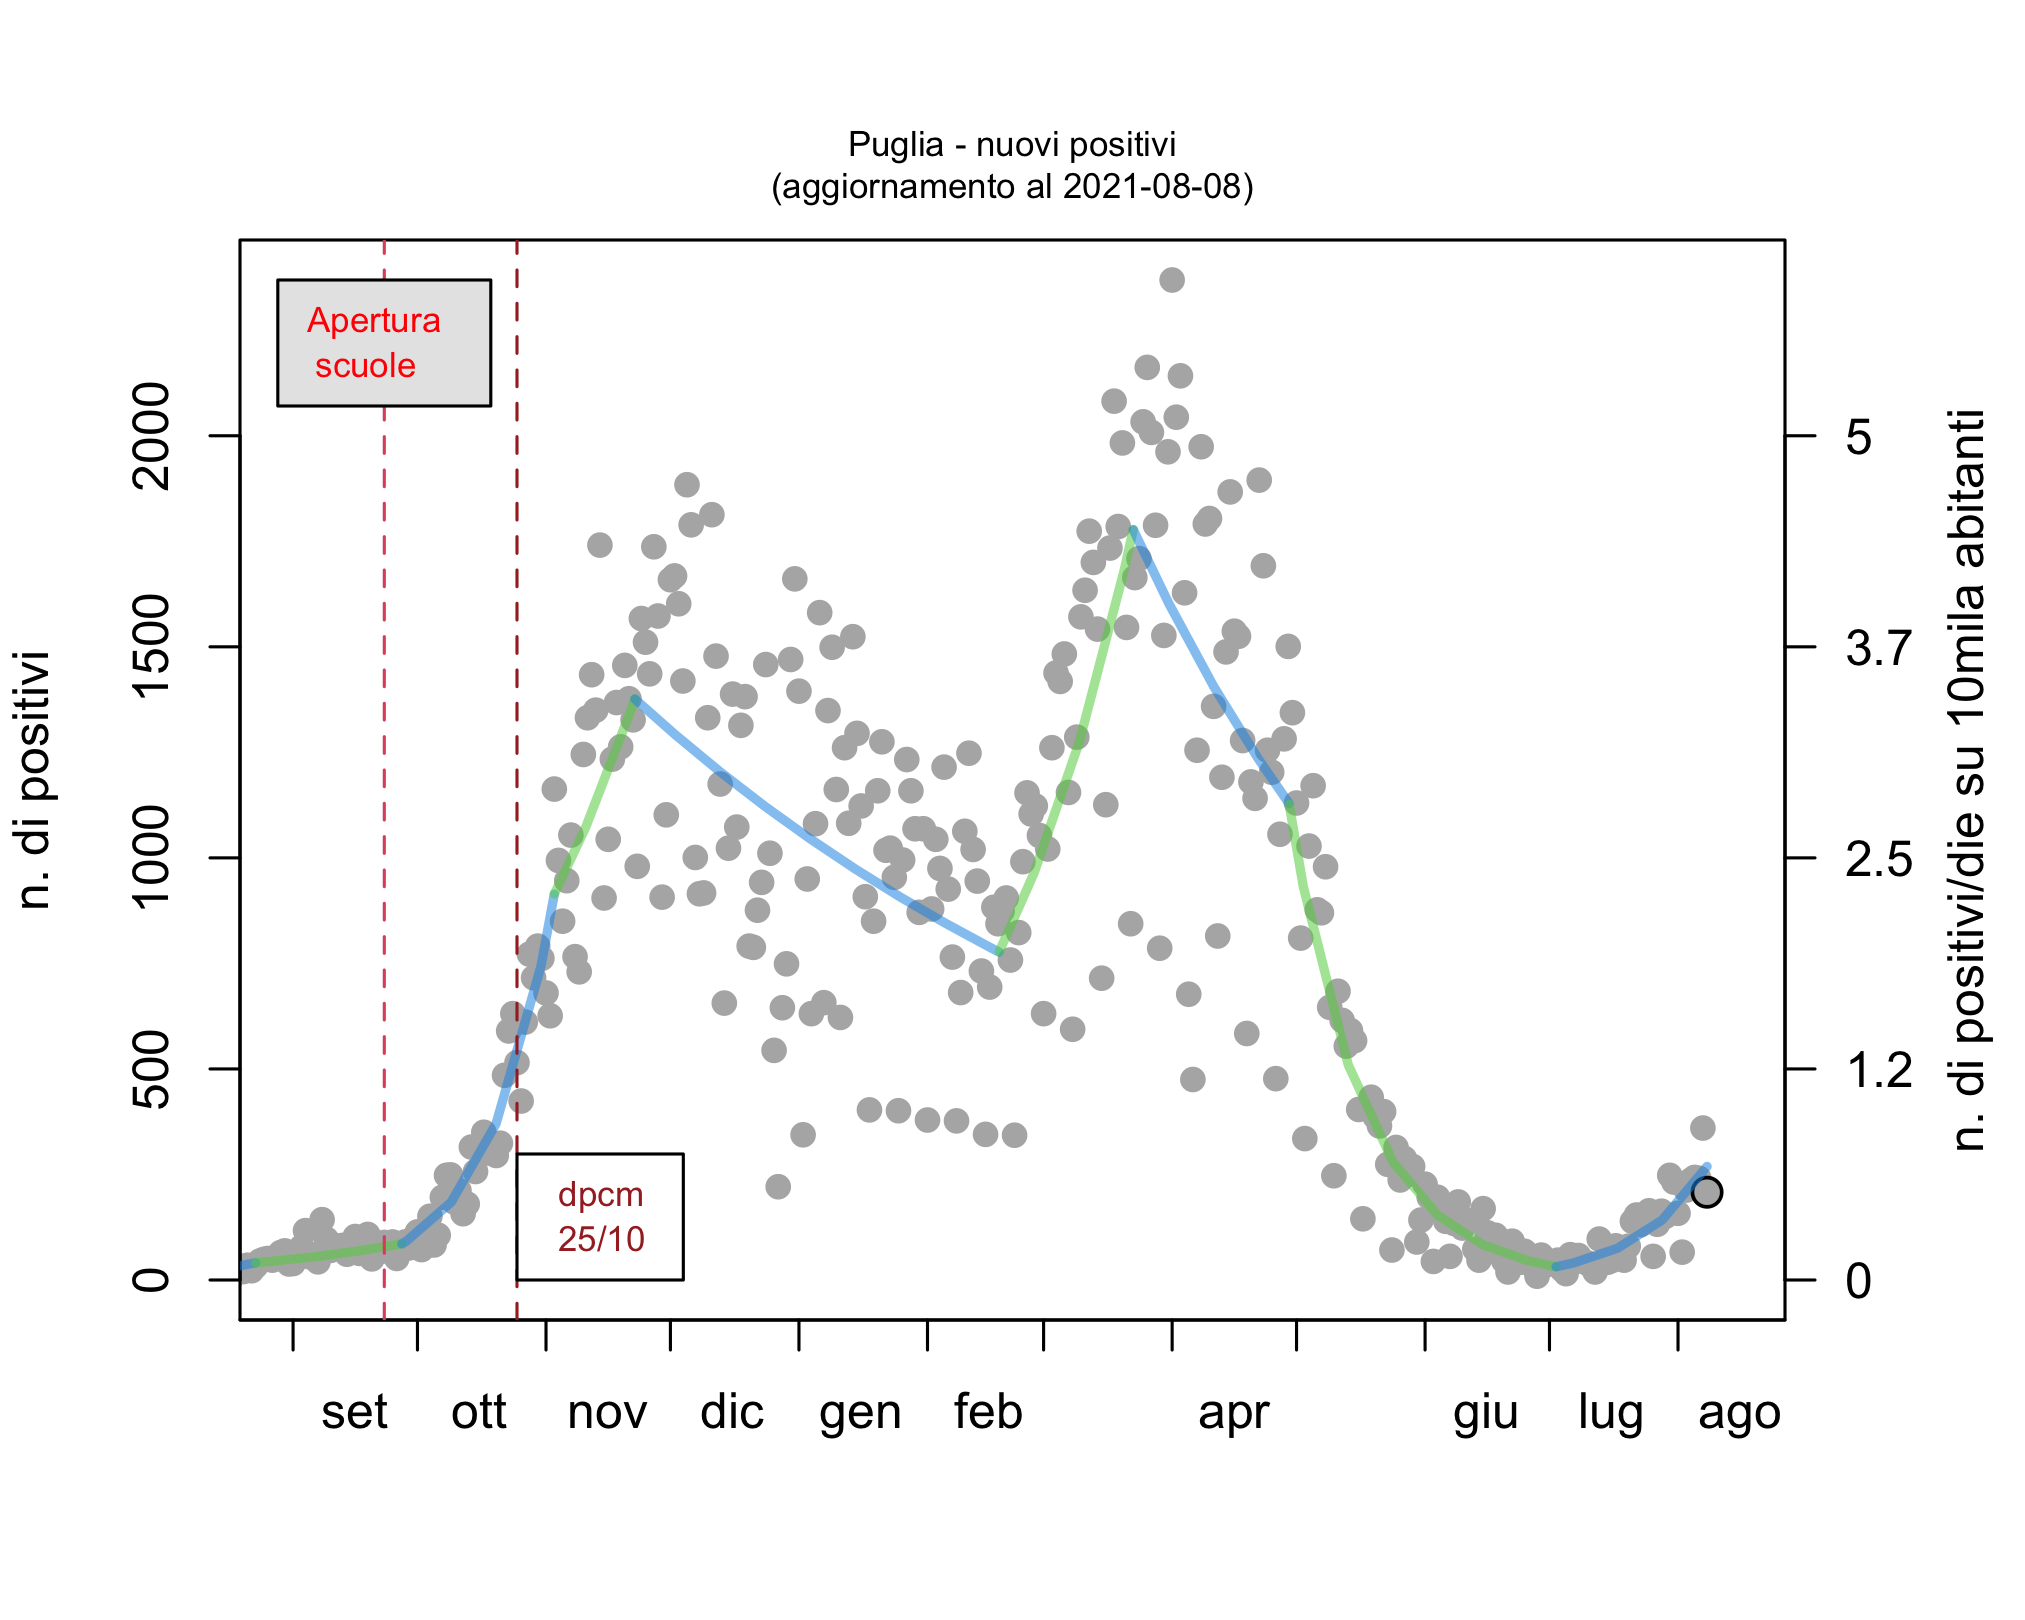 Puglia - nuovi positivi
(aggiornamento al 2021-08-08)
Apertura
scuole
dpcm
25/10
n. di positivi
0
500
1000
1500
2000
n. di positivi/die su 10mila abitanti
5
3.7
2.5
1.2
0
set ott nov dic gen feb apr giu lug ago